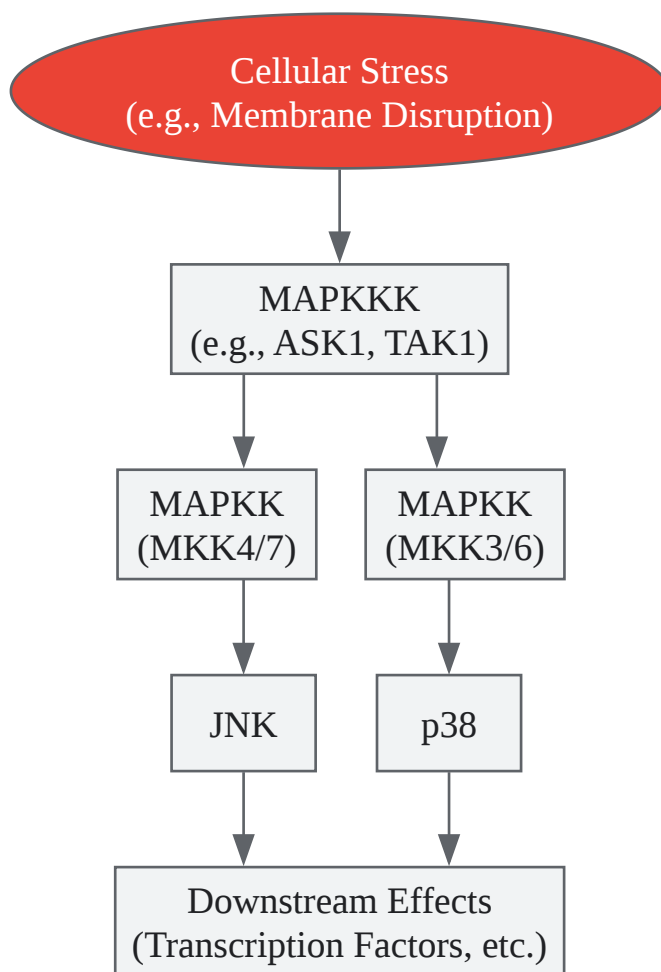 Cellular Stress
(e.g., Membrane Disruption)
MAPKKK
(e.g., ASK1, TAK1)
MAPKK
(MKK4/7)
MAPKK
(MKK3/6)
JNK
p38
Downstream Effects
(Transcription Factors, etc.)